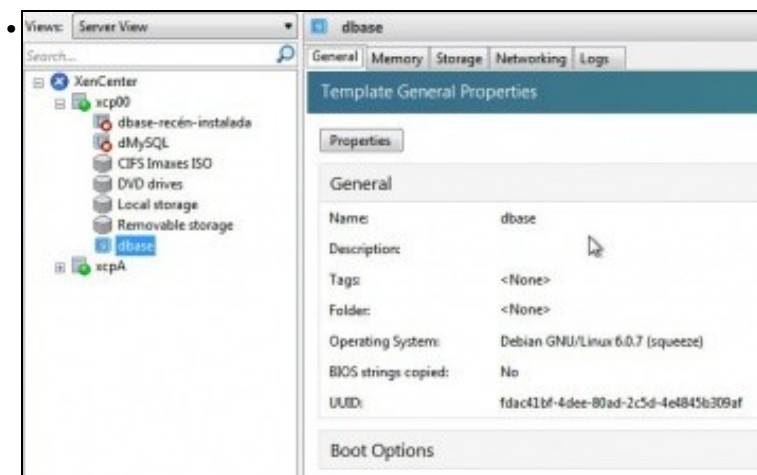 Views: Server View
Search...
XenCenter
xcp00
dbase-recén-instalada
dMySQL
CIFS Imaxes ISO
DVD drives
Local storage
Removable storage
dbase
xcpA
dbase
General Memory Storage Networking Logs
Template General Properties
Properties
General
Name: dbase
Description:
Tags: <None>
Folder: <None>
Operating System: Debian GNU/Linux 6.0.7 (squeeze)
BIOS strings copied: No
UUID: fdac41bf-4dee-80ad-2c5d-4e4845b309af
Boot Options